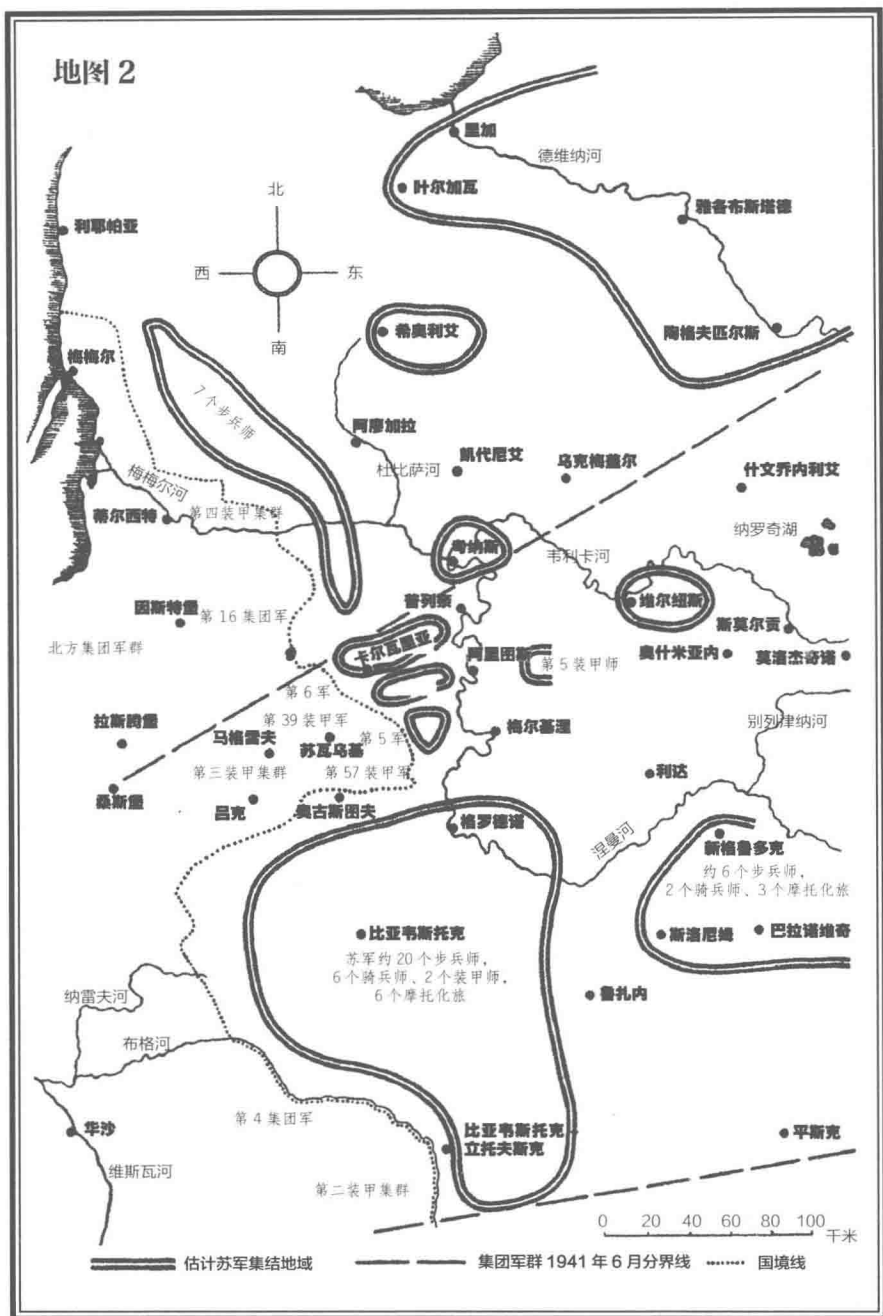 地图 2
里加
德维纳河
叶尔加瓦
雅各布斯塔德
利耶帕亚
北
西
东
南
希奥利艾
陶格夫匹尔斯
梅梅尔
7个步兵师
阿廖加拉
杜比萨河
凯代尼艾
乌克梅盖尔
什文乔内利艾
梅梅尔河
蒂尔西特
第四装甲集群
纳罗奇湖
考纳斯
韦利卡河
维尔纽斯
因斯特堡
第16集团军
普列奈
斯莫尔贡
北方集团军群
卡尔瓦里亚
阿里图斯
第5装甲师
奥什米亚内
莫洛杰奇诺
第6军
拉斯腾堡
第39装甲军
马格雷夫
苏瓦乌基
第5军
梅尔基涅
别列津纳河
第三装甲集群
第57装甲军
利达
桑斯堡
吕克
奥古斯图夫
格罗德诺
涅曼河
新格鲁多克
约6个步兵师,
2个骑兵师、3个摩托化旅
比亚韦斯托克
苏军约20个步兵师,
6个骑兵师、2个装甲师,
6个摩托化旅
斯洛尼姆
巴拉诺维奇
纳雷夫河
鲁扎内
布格河
第4集团军
华沙
比亚韦斯托克
立托夫斯克
平斯克
维斯瓦河
第二装甲集群
0 20 40 60 80 100
千米
估计苏军集结地域
集团军群1941年6月分界线
国境线